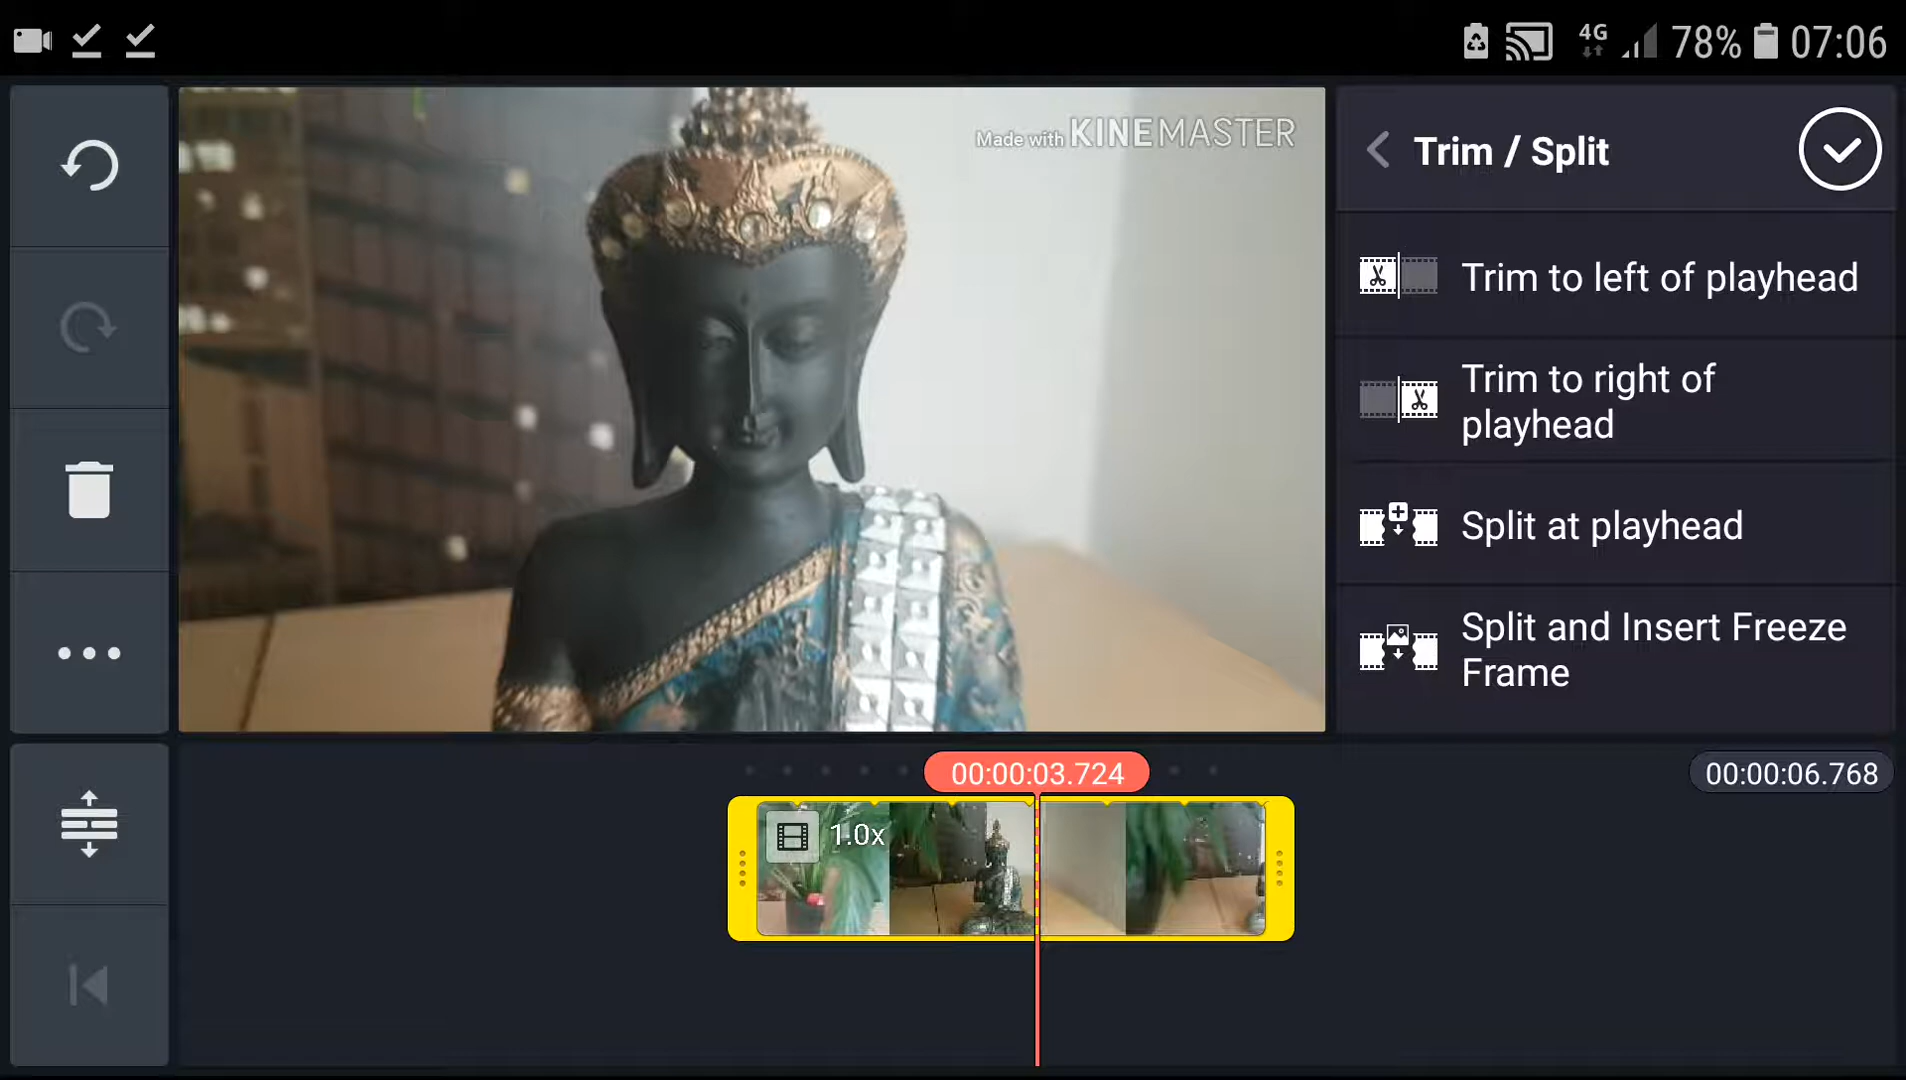 4G 78% 07:06
Made with KINEMASTER
Trim / Split
Trim to left of playhead
Trim to right of
playhead
Split at playhead
Split and Insert Freeze
Frame
00:00:03.724
00:00:06.768
1.0x